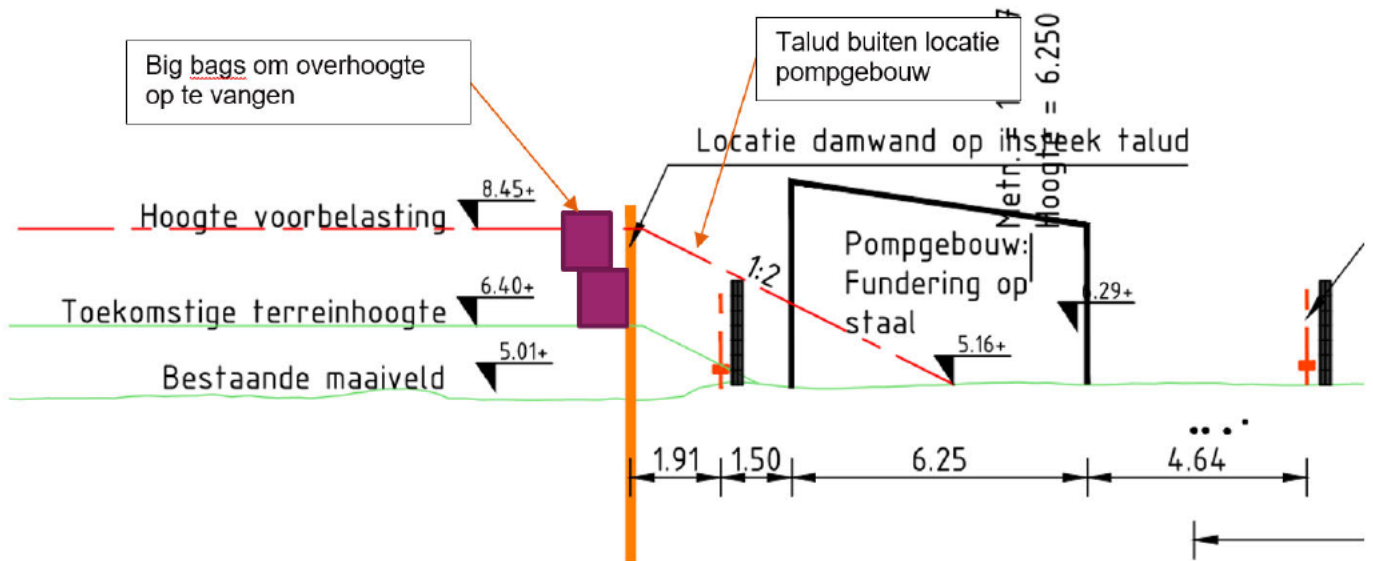 Big bags om overhoogte
op te vangen
Talud buiten locatie
pompgebouw
Hoogte = 6.250
Locatie damwand op insteek talud
8.45+
Hoogte voorbelasting
1:2
Pompgebouw:
Fundering op
staal
6.40+
Toekomstige terreinhoogte
6.29+
5.01+
5.16+
Bestaande maaiveld
1.91
1.50
6.25
4.64